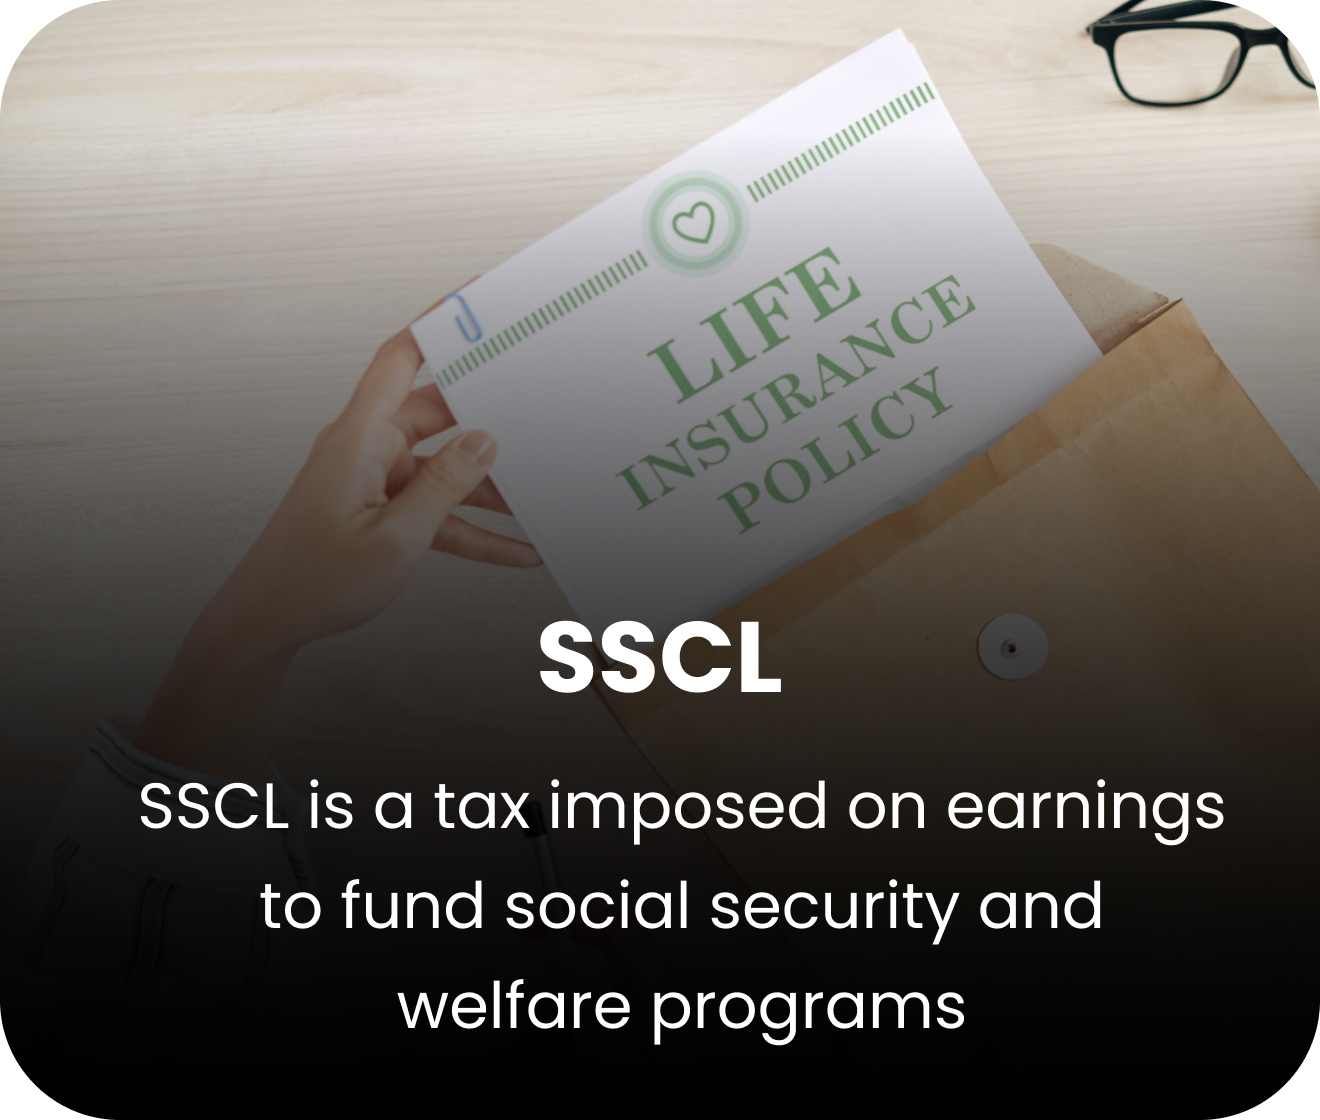 LIFE
INSURANCE
POLICY
SSCL
SSCL is a tax imposed on earnings
to fund social security and
welfare programs